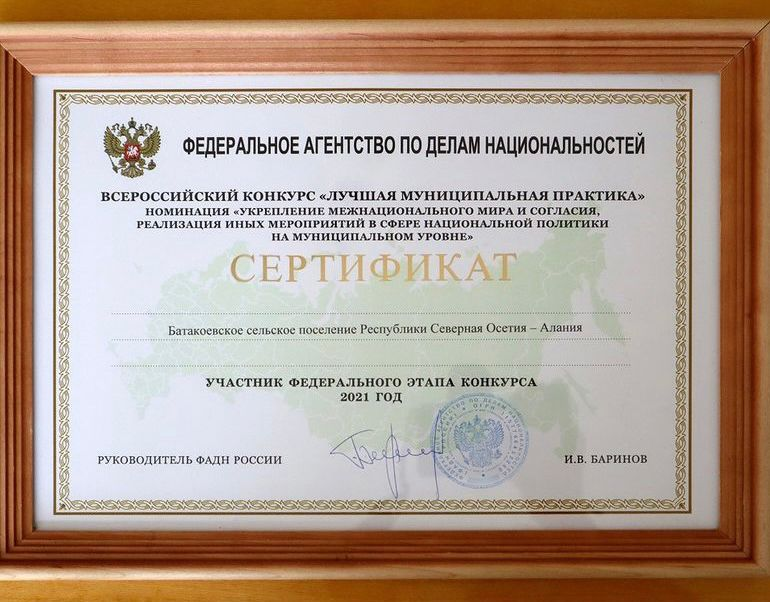 ФЕДЕРАЛЬНОЕ АГЕНТСТВО ПО ДЕЛАМ НАЦИОНАЛЬНОСТЕЙ
ВСЕРОССИЙСКИЙ КОНКУРС «ЛУЧШАЯ МУНИЦИПАЛЬНАЯ ПРАКТИКА»
НОМИНАЦИЯ «УКРЕПЛЕНИЕ МЕЖНАЦИОНАЛЬНОГО МИРА И СОГЛАСИЯ,
РЕАЛИЗАЦИЯ ИНЫХ МЕРОПРИЯТИЙ В СФЕРЕ НАЦИОНАЛЬНОЙ ПОЛИТИКИ
НА МУНИЦИПАЛЬНОМ УРОВНЕ»
СЕРТИФИКАТ
Батакоевское сельское поселение Республики Северная Осетия – Алания
УЧАСТНИК ФЕДЕРАЛЬНОГО ЭТАПА КОНКУРСА
2021 ГОД
РУКОВОДИТЕЛЬ ФАДН РОССИИ
И.В. БАРИНОВ